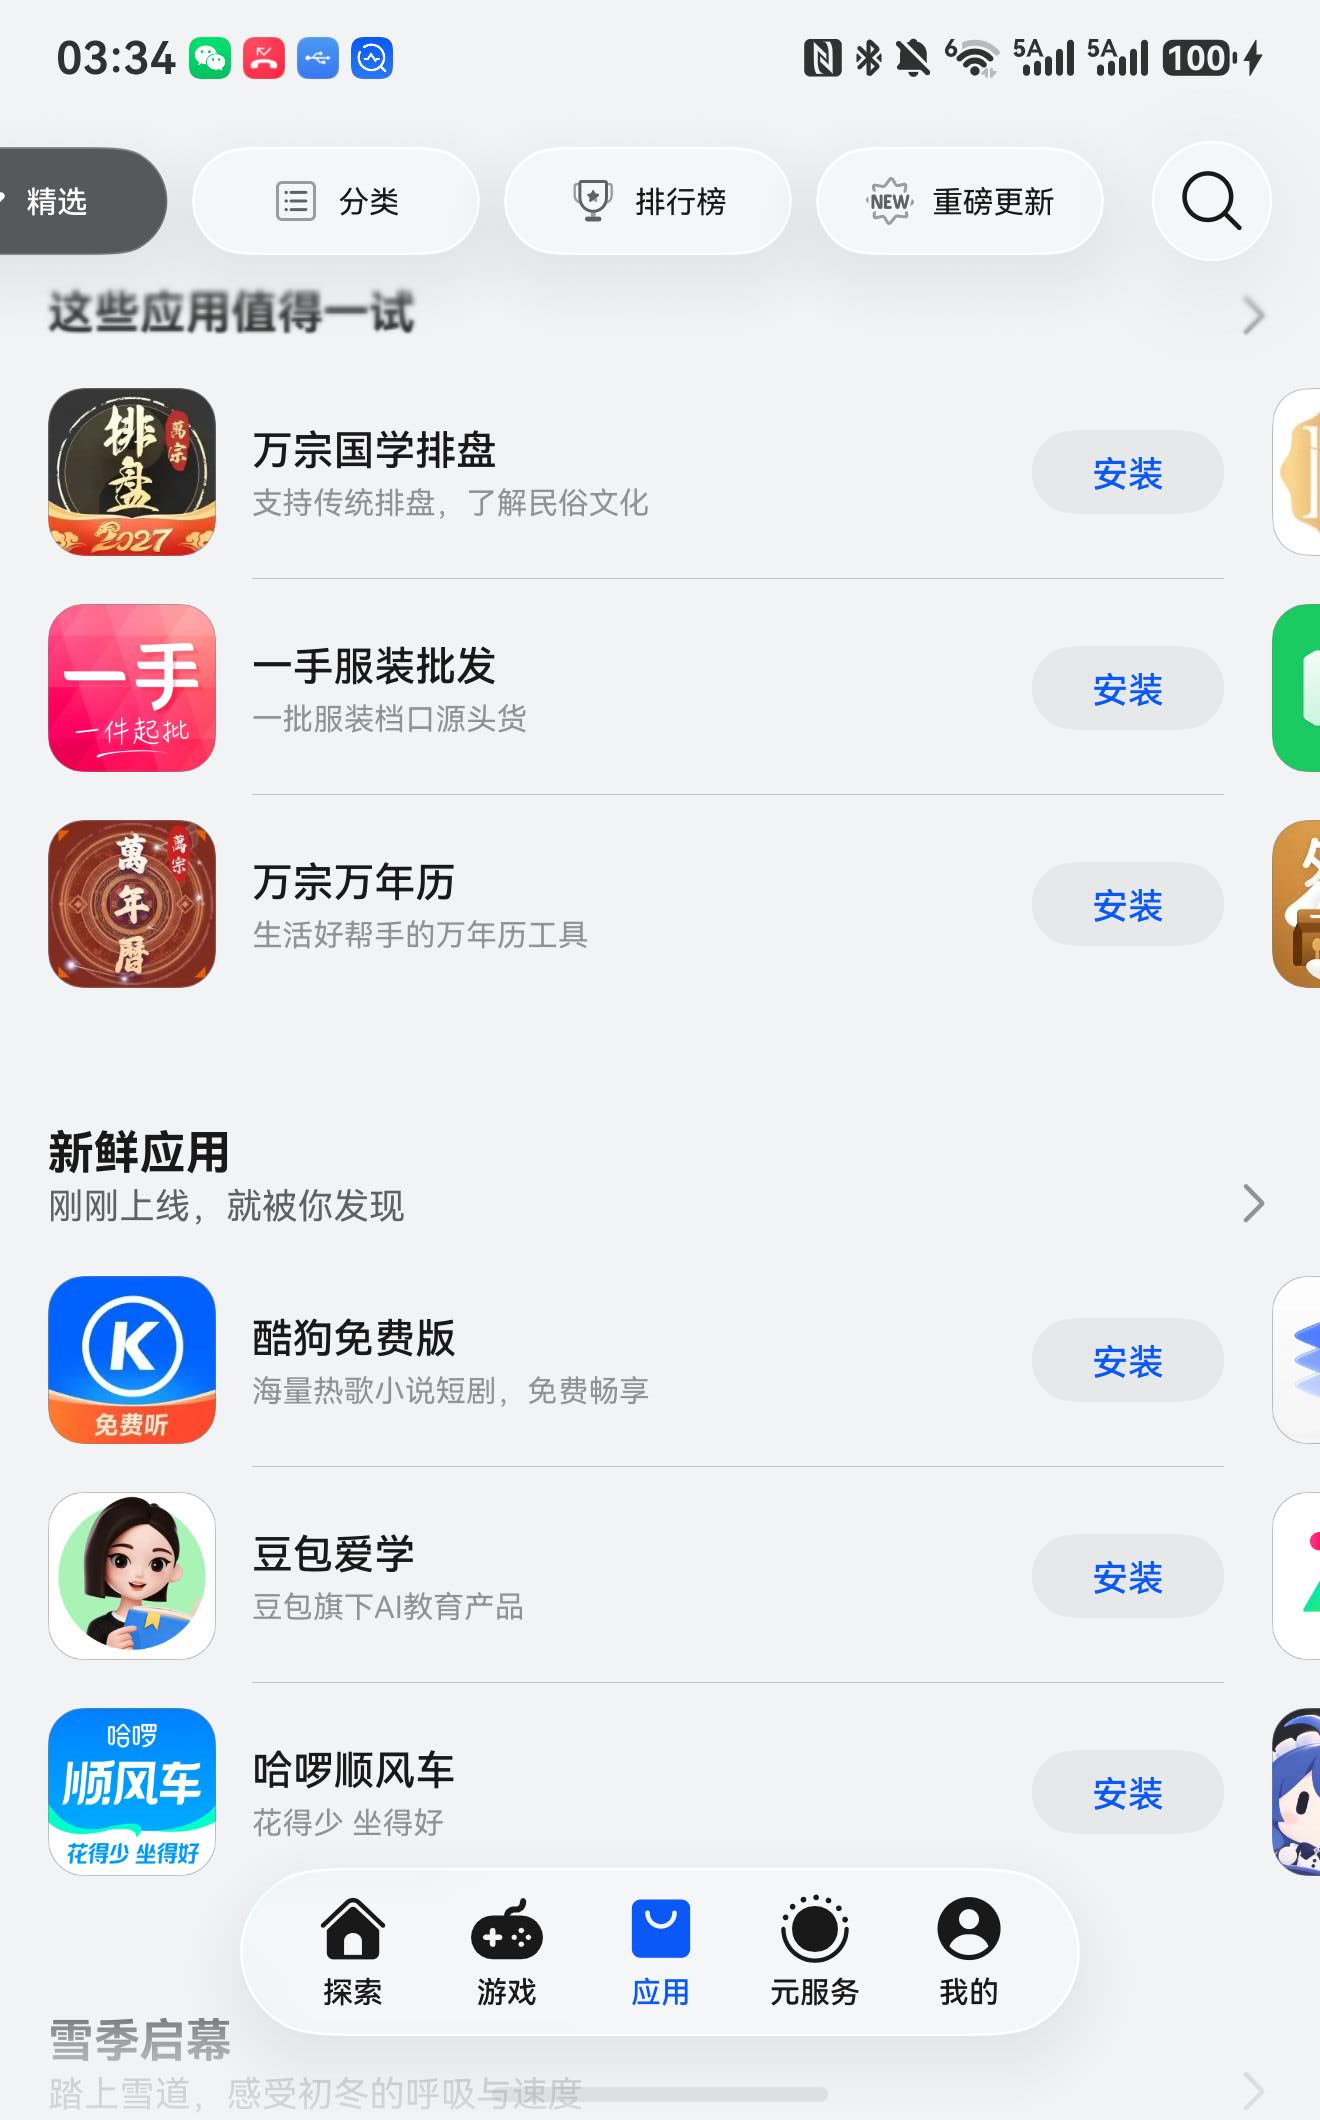 03:34
6 5A 5A 100
精选 分类 排行榜 NEW 重磅更新
这些应用值得一试
排盘 萬宗 2027
万宗国学排盘
支持传统排盘，了解民俗文化
安装
一手
一件起批
一手服装批发
一批服装档口源头货
安装
萬年曆 萬宗
万宗万年历
生活好帮手的万年历工具
安装
新鲜应用
刚刚上线，就被你发现
K
免费听
酷狗免费版
海量热歌小说短剧，免费畅享
安装
豆包爱学
豆包旗下AI教育产品
安装
哈啰
顺风车
花得少 坐得好
哈啰顺风车
花得少 坐得好
安装
探索 游戏 应用 元服务 我的
雪季启幕
踏上雪道，感受初冬的呼吸与速度